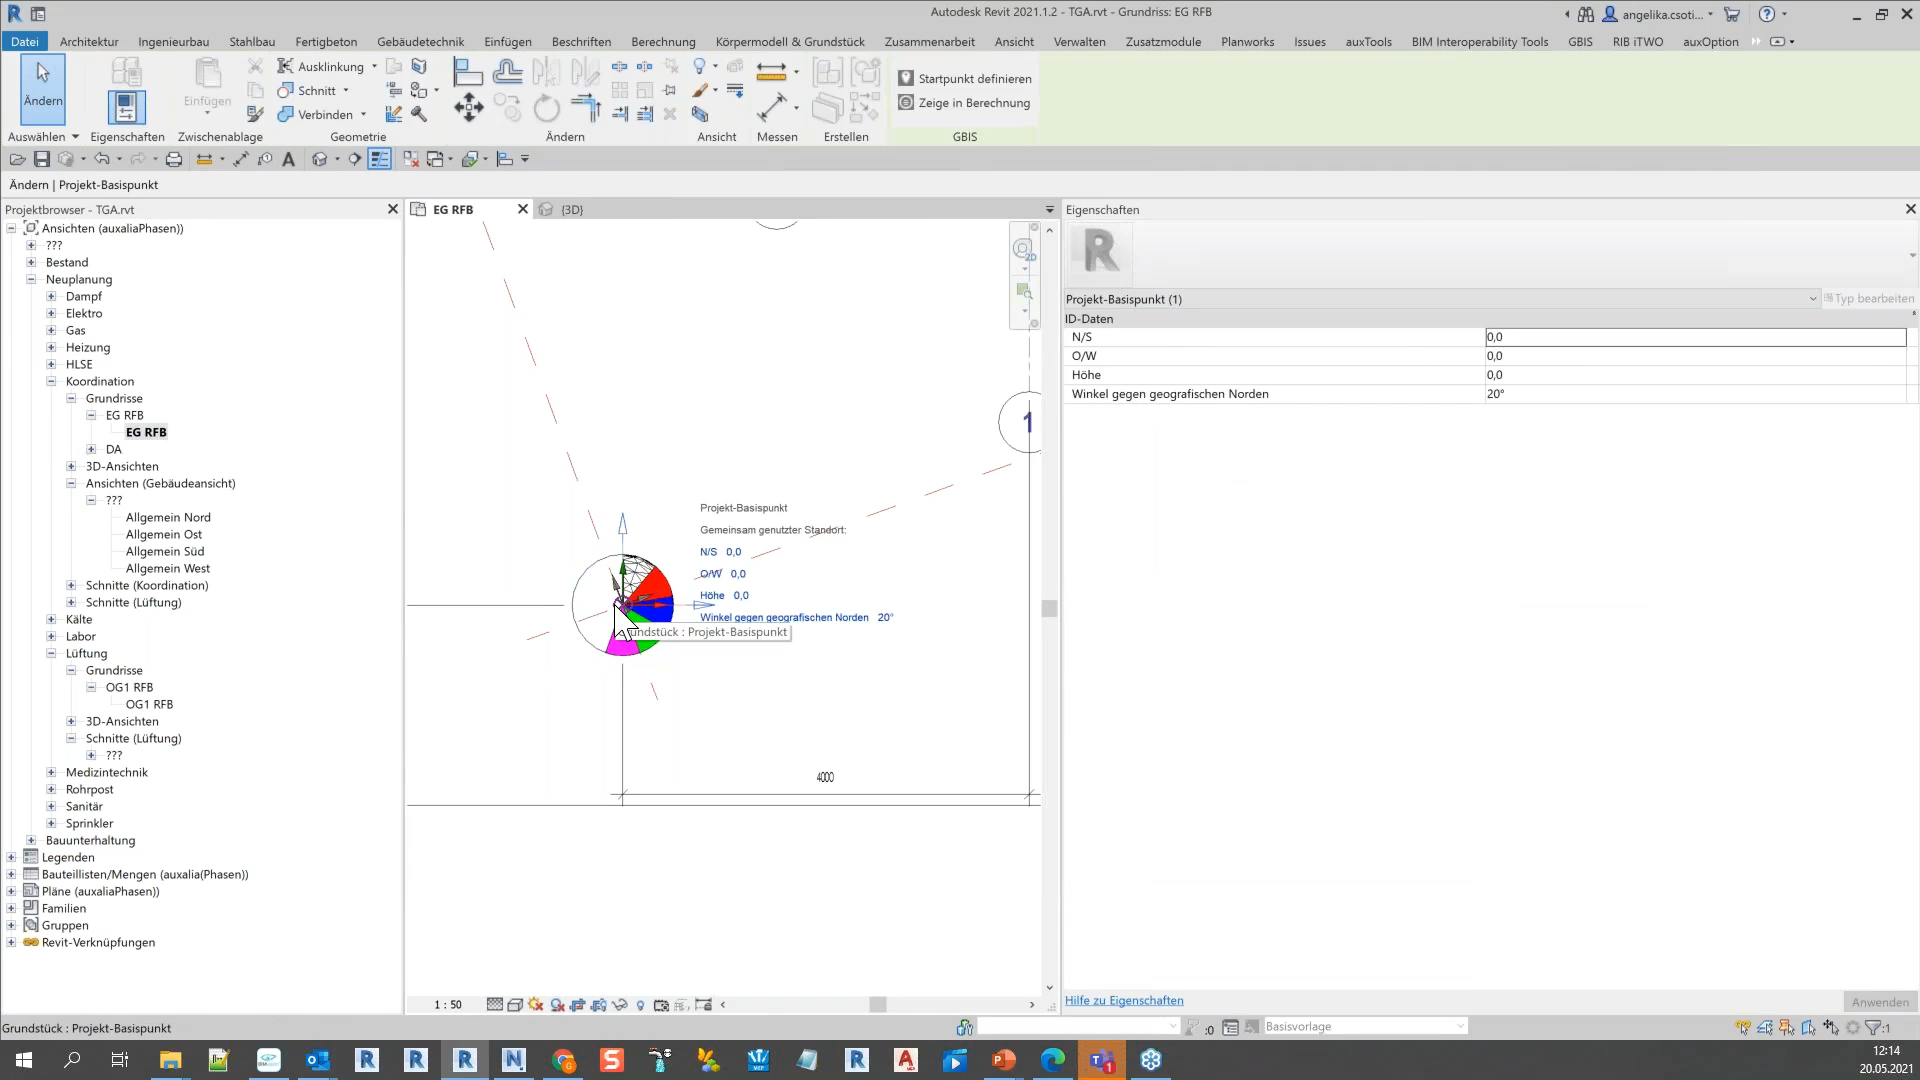 Autodesk Revit 2021.1.2 - TGA.rvt - Grundriss: EG RFB
angelika.csoti...
Datei Architektur Ingenieurbau Stahlbau Fertigbeton Gebäudetechnik Einfügen Beschriften Berechnung Körpermodell & Grundstück Zusammenarbeit Ansicht Verwalten Zusatzmodule Planworks Issues auxTools BIM Interoperability Tools GBIS RIB iTWO auxOption
Ändern
Einfügen
Ausklinkung
Schnitt
Verbinden
Startpunkt definieren
Zeige in Berechnung
Auswählen Eigenschaften Zwischenablage Geometrie Ändern Ansicht Messen Erstellen GBIS
Ändern | Projekt-Basispunkt
Projektbrowser - TGA.rvt
Ansichten (auxaliaPhasen))
???
Bestand
Neuplanung
Dampf
Elektro
Gas
Heizung
HLSE
Koordination
Grundrisse
EG RFB
EG RFB
DA
3D-Ansichten
Ansichten (Gebäudeansicht)
???
Allgemein Nord
Allgemein Ost
Allgemein Süd
Allgemein West
Schnitte (Koordination)
Schnitte (Lüftung)
Kälte
Labor
Lüftung
Grundrisse
OG1 RFB
OG1 RFB
3D-Ansichten
Schnitte (Lüftung)
???
Medizintechnik
Rohrpost
Sanitär
Sprinkler
Bauunterhaltung
Legenden
Bauteillisten/Mengen (auxalia(Phasen))
Pläne (auxaliaPhasen))
Familien
Gruppen
Revit-Verknüpfungen
EG RFB
{3D}
2D
1
Projekt-Basispunkt
Gemeinsam genutzter Standort:
N/S 0,0
O/W 0,0
Höhe 0,0
Winkel gegen geografischen Norden 20°
undstück : Projekt-Basispunkt
4000
1 : 50
Eigenschaften
Projekt-Basispunkt (1)
Typ bearbeiten
ID-Daten
N/S 0,0
O/W 0,0
Höhe 0,0
Winkel gegen geografischen Norden 20°
Hilfe zu Eigenschaften
Anwenden
Grundstück : Projekt-Basispunkt
:0
Basisvorlage
:1
12:14
20.05.2021